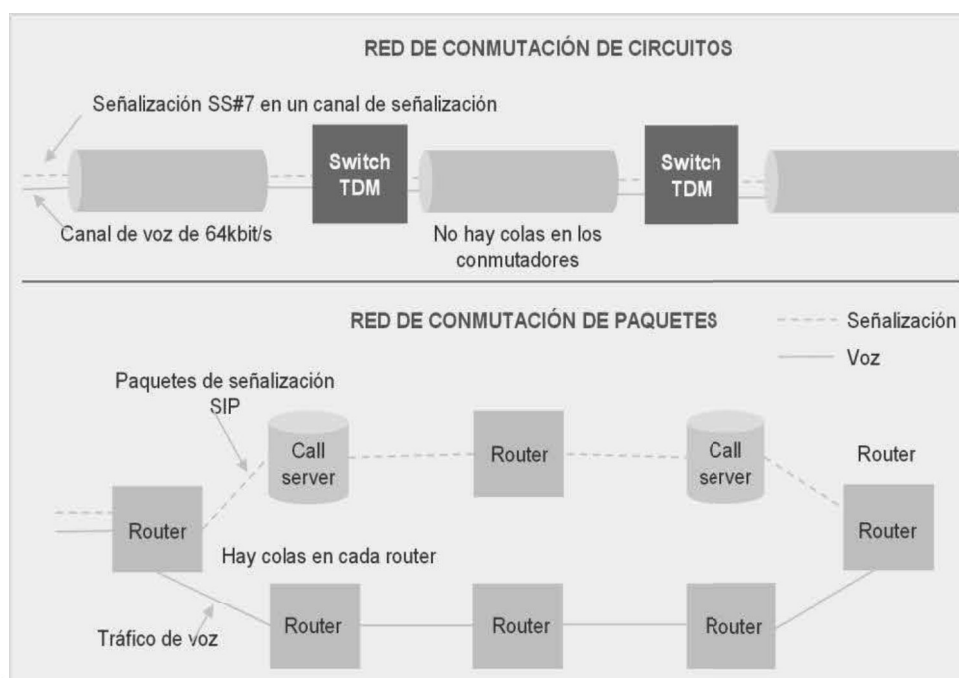 RED DE CONMUTACIÓN DE CIRCUITOS
Señalización SS#7 en un canal de señalización
Switch
TDM
Switch
TDM
Canal de voz de 64kbit/s
No hay colas en los
conmutadores
RED DE CONMUTACIÓN DE PAQUETES
Señalización
Voz
Paquetes de señalización
SIP
Call
server
Router
Call
server
Router
Router
Router
Hay colas en cada router
Tráfico de voz
Router
Router
Router